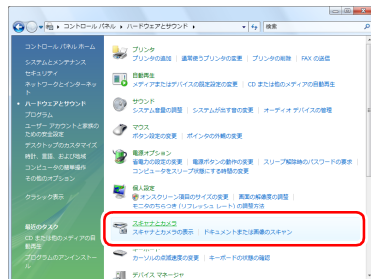 コントロール パネル ▸ ハードウェアとサウンド ▸
検索
コントロール パネル ホーム
システムとメンテナンス
セキュリティ
ネットワークとインターネット
ハードウェアとサウンド
プログラム
ユーザー アカウントと家族のための安全設定
デスクトップのカスタマイズ
時計、言語、および地域
コンピュータの簡単操作
その他のオプション
クラシック表示
最近のタスク
CD または他のメディアの自動再生
プログラムのアンインストール
プリンタ
プリンタの追加 | 通常使うプリンタの変更 | プリンタの削除 | FAX の送信
自動再生
メディアまたはデバイスの既定設定の変更 | CD または他のメディアの自動再生
サウンド
システム音量の調整 | システムが出す音の変更 | オーディオ デバイスの管理
マウス
ボタン設定の変更 | ポインタの外観の変更
電源オプション
省電力の設定の変更 | 電源ボタンの動作の変更 | スリープ解除時のパスワードの要求
コンピュータをスリープ状態にする時間の変更
個人設定
オンスクリーン項目のサイズの変更 | 画面の解像度の調整
モニタのちらつき (リフレッシュ レート) の調整方法
スキャナとカメラ
スキャナとカメラの表示 | ドキュメントまたは画像のスキャン
キーボード
カーソルの点滅速度の変更 | キーボードの状態の確認
デバイス マネージャ